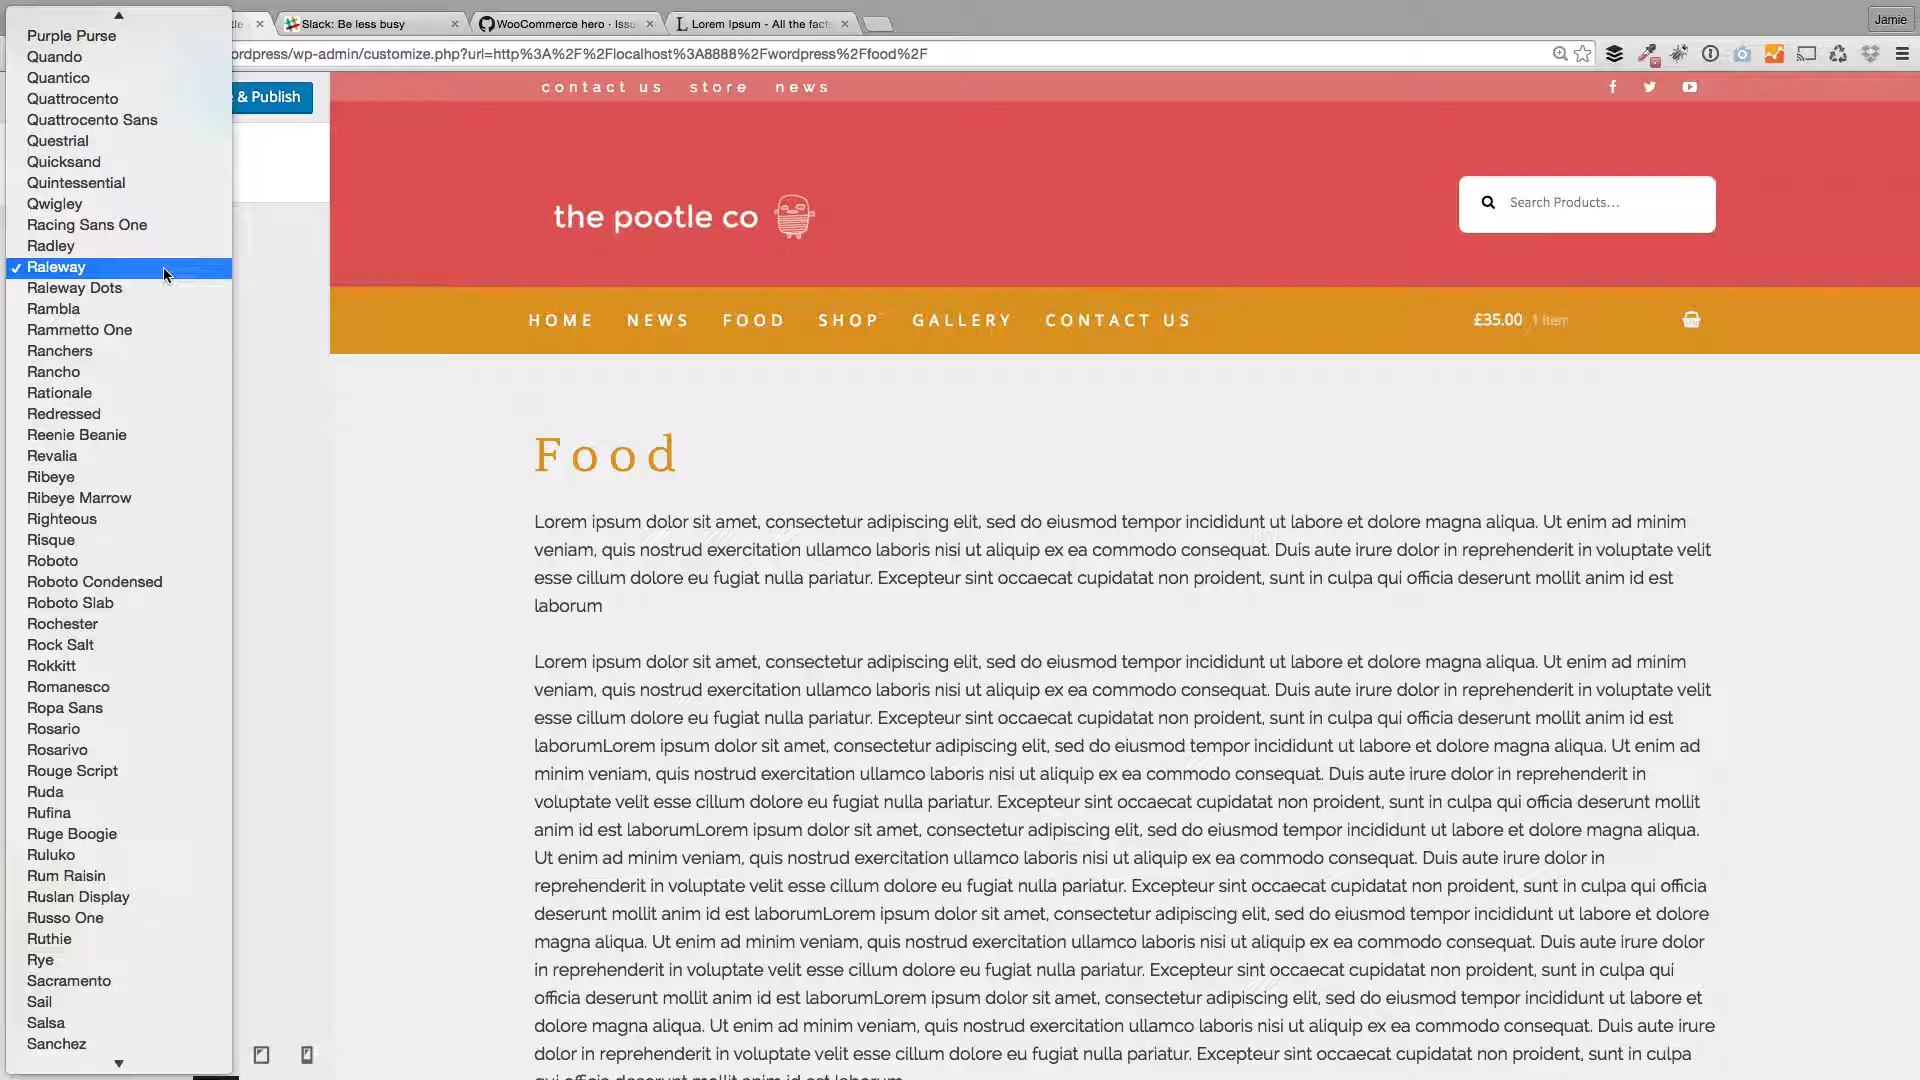 Purple Purse
Quando
Quantico
Quattrocento
Quattrocento Sans
Questrial
Quicksand
Quintessential
Qwigley
Racing Sans One
Radley
✓ Raleway
Raleway Dots
Rambla
Rammetto One
Ranchers
Rancho
Rationale
Redressed
Reenie Beanie
Revalia
Ribeye
Ribeye Marrow
Righteous
Risque
Roboto
Roboto Condensed
Roboto Slab
Rochester
Rock Salt
Rokkitt
Romanesco
Ropa Sans
Rosario
Rosarivo
Rouge Script
Ruda
Rufina
Ruge Boogie
Ruluko
Rum Raisin
Ruslan Display
Russo One
Ruthie
Rye
Sacramento
Sail
Salsa
Sanchez
Slack: Be less busy
WooCommerce hero · Issu
Lorem Ipsum - All the fact
Jamie
ordpress/wp-admin/customize.php?url=http%3A%2F%2Flocalhost%3A8888%2Fwordpress%2Ffood%2F
& Publish
contact us store news
the pootle co
Search Products...
HOME NEWS FOOD SHOP GALLERY CONTACT US
£35.00 1 item
Food
Lorem ipsum dolor sit amet, consectetur adipiscing elit, sed do eiusmod tempor incididunt ut labore et dolore magna aliqua. Ut enim ad minim
veniam, quis nostrud exercitation ullamco laboris nisi ut aliquip ex ea commodo consequat. Duis aute irure dolor in reprehenderit in voluptate velit
esse cillum dolore eu fugiat nulla pariatur. Excepteur sint occaecat cupidatat non proident, sunt in culpa qui officia deserunt mollit anim id est
laborum
Lorem ipsum dolor sit amet, consectetur adipiscing elit, sed do eiusmod tempor incididunt ut labore et dolore magna aliqua. Ut enim ad minim
veniam, quis nostrud exercitation ullamco laboris nisi ut aliquip ex ea commodo consequat. Duis aute irure dolor in reprehenderit in voluptate velit
esse cillum dolore eu fugiat nulla pariatur. Excepteur sint occaecat cupidatat non proident, sunt in culpa qui officia deserunt mollit anim id est
laborumLorem ipsum dolor sit amet, consectetur adipiscing elit, sed do eiusmod tempor incididunt ut labore et dolore magna aliqua. Ut enim ad
minim veniam, quis nostrud exercitation ullamco laboris nisi ut aliquip ex ea commodo consequat. Duis aute irure dolor in reprehenderit in
voluptate velit esse cillum dolore eu fugiat nulla pariatur. Excepteur sint occaecat cupidatat non proident, sunt in culpa qui officia deserunt mollit
anim id est laborumLorem ipsum dolor sit amet, consectetur adipiscing elit, sed do eiusmod tempor incididunt ut labore et dolore magna aliqua.
Ut enim ad minim veniam, quis nostrud exercitation ullamco laboris nisi ut aliquip ex ea commodo consequat. Duis aute irure dolor in
reprehenderit in voluptate velit esse cillum dolore eu fugiat nulla pariatur. Excepteur sint occaecat cupidatat non proident, sunt in culpa qui officia
deserunt mollit anim id est laborumLorem ipsum dolor sit amet, consectetur adipiscing elit, sed do eiusmod tempor incididunt ut labore et dolore
magna aliqua. Ut enim ad minim veniam, quis nostrud exercitation ullamco laboris nisi ut aliquip ex ea commodo consequat. Duis aute irure dolor
in reprehenderit in voluptate velit esse cillum dolore eu fugiat nulla pariatur. Excepteur sint occaecat cupidatat non proident, sunt in culpa qui
officia deserunt mollit anim id est laborumLorem ipsum dolor sit amet, consectetur adipiscing elit, sed do eiusmod tempor incididunt ut labore et
dolore magna aliqua. Ut enim ad minim veniam, quis nostrud exercitation ullamco laboris nisi ut aliquip ex ea commodo consequat. Duis aute irure
dolor in reprehenderit in voluptate velit esse cillum dolore eu fugiat nulla pariatur. Excepteur sint occaecat cupidatat non proident, sunt in culpa